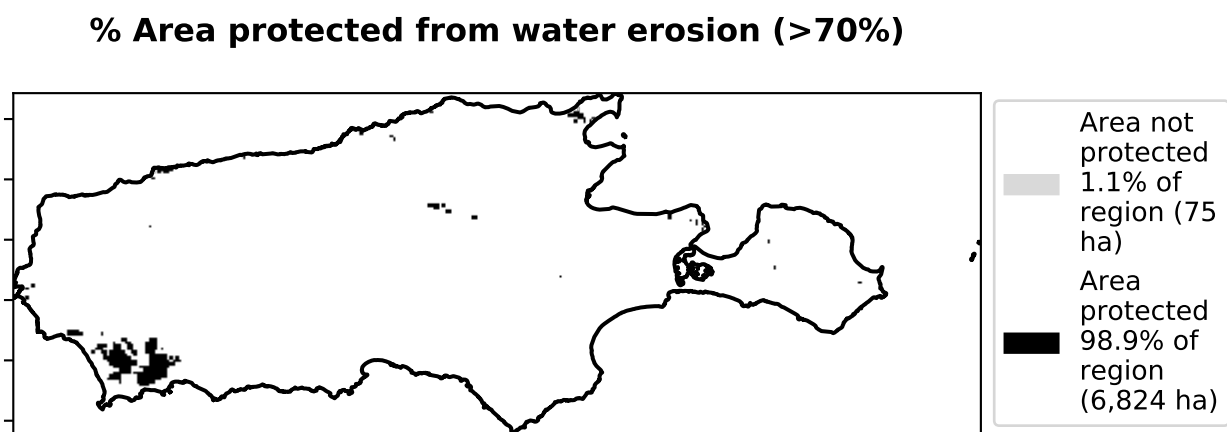 % Area protected from water erosion (>70%)
Area not
protected
1.1% of
region (75
ha)
Area
protected
98.9% of
region
(6,824 ha)